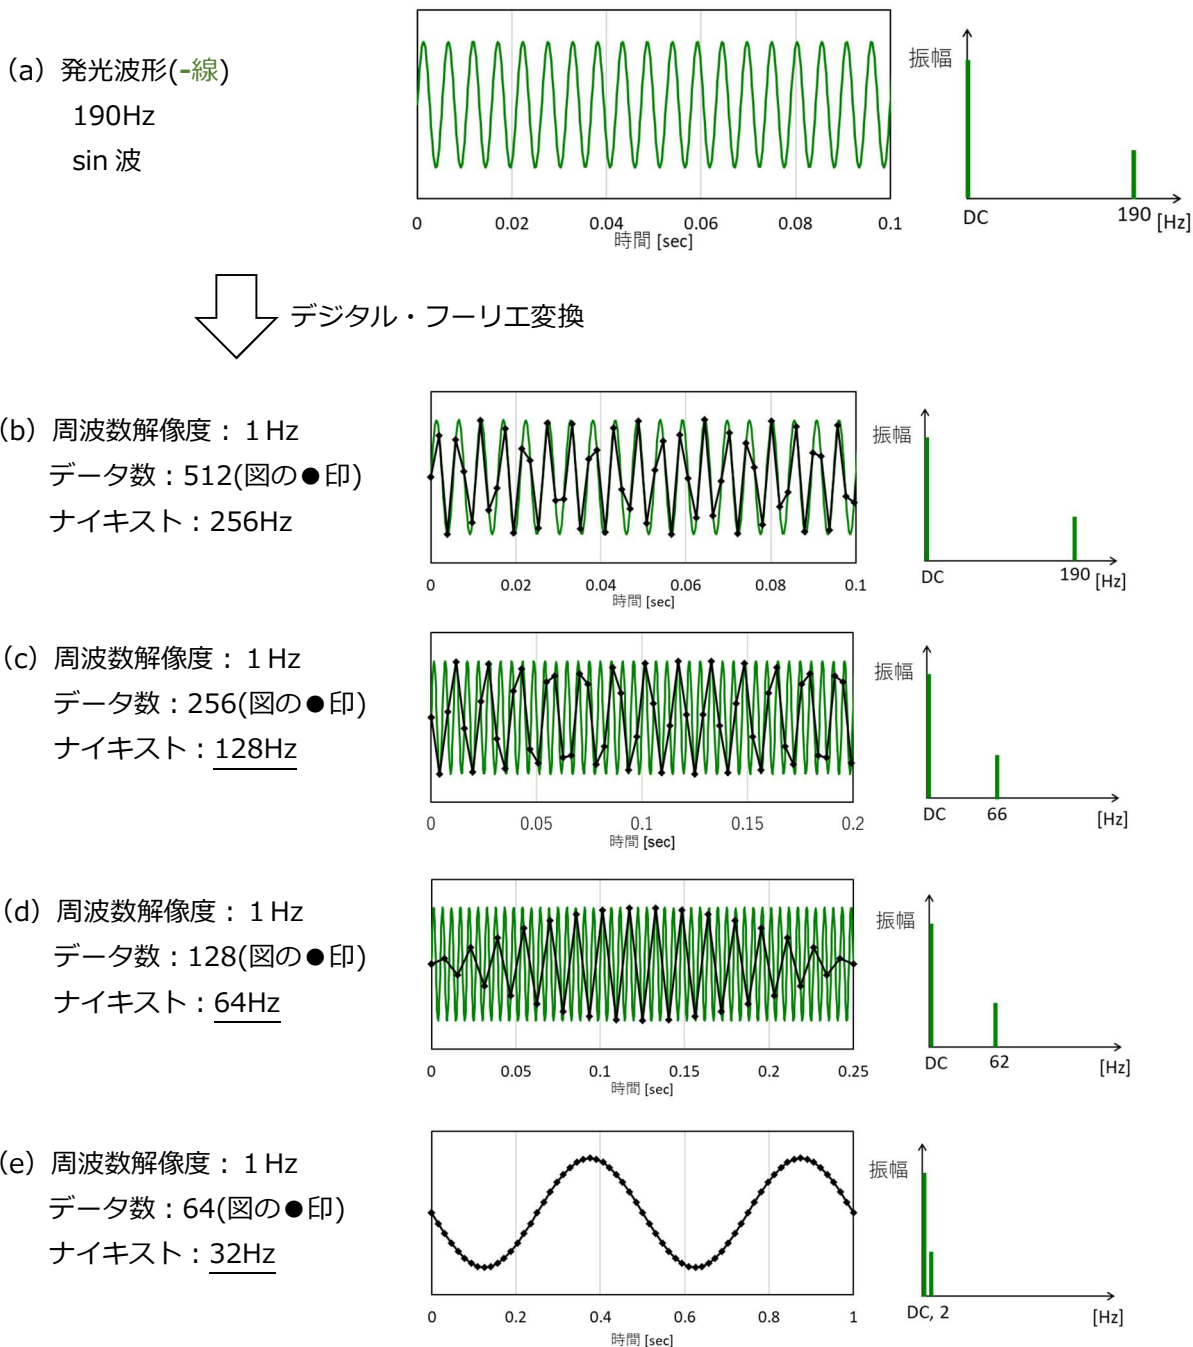 （a）発光波形(-線)
190Hz
sin 波
振幅
0 0.02 0.04 0.06 0.08 0.1
時間 [sec]
DC 190 [Hz]
デジタル・フーリエ変換
（b）周波数解像度：１Hz
データ数：512(図の●印)
ナイキスト：256Hz
振幅
0 0.02 0.04 0.06 0.08 0.1
時間 [sec]
DC 190 [Hz]
（c）周波数解像度：１Hz
データ数：256(図の●印)
ナイキスト：128Hz
振幅
0 0.05 0.1 0.15 0.2
時間 [sec]
DC 66 [Hz]
（d）周波数解像度：１Hz
データ数：128(図の●印)
ナイキスト：64Hz
振幅
0 0.05 0.1 0.15 0.2 0.25
時間 [sec]
DC 62 [Hz]
（e）周波数解像度：１Hz
データ数：64(図の●印)
ナイキスト：32Hz
振幅
0 0.2 0.4 0.6 0.8 1
時間 [sec]
DC, 2 [Hz]